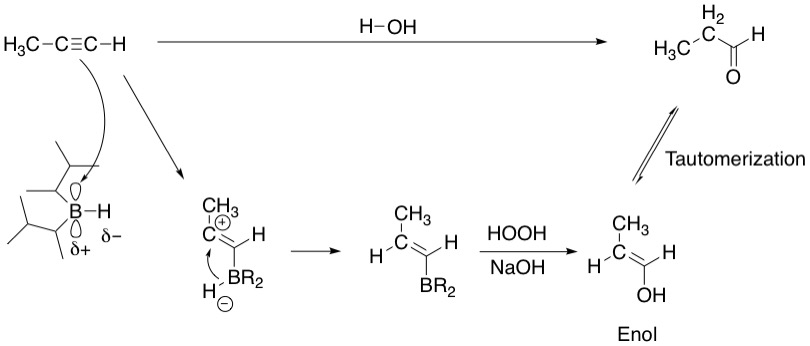 H₃C–C≡C–H
H–OH
H₂
H₃C C H
O
Tautomerization
B–H
δ+ δ−
CH₃
C ⊕ H
BR₂
H ⊖
CH₃
H C H
BR₂
HOOH
NaOH
CH₃
H C H
OH
Enol